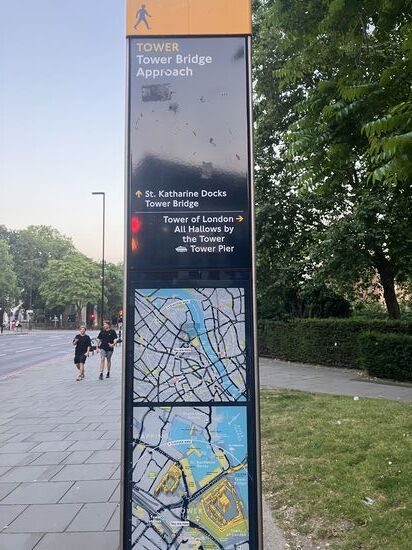 TOWER
Tower Bridge
Approach
St. Katharine Docks
Tower Bridge
Tower of London
All Hallows by
the Tower
Tower Pier
TOWER